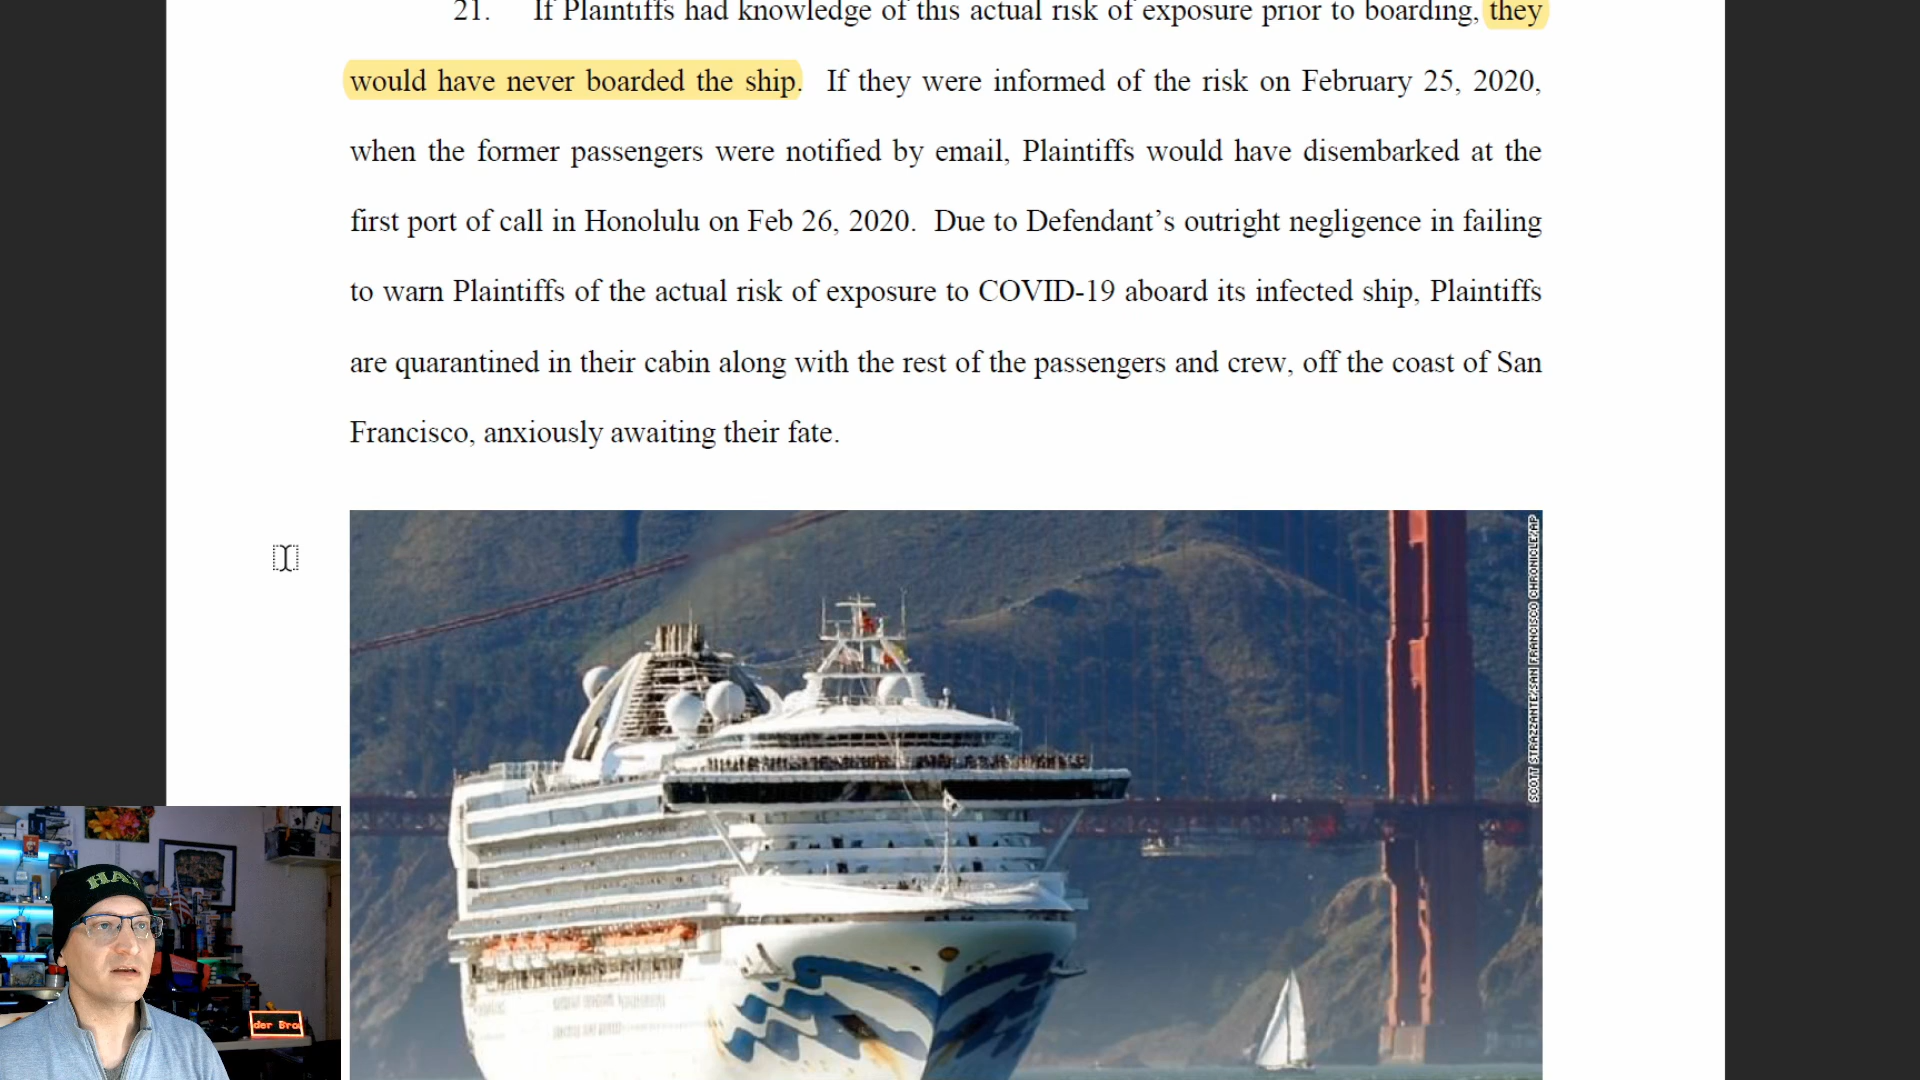 21. If Plaintiffs had knowledge of this actual risk of exposure prior to boarding, they
would have never boarded the ship. If they were informed of the risk on February 25, 2020,
when the former passengers were notified by email, Plaintiffs would have disembarked at the
first port of call in Honolulu on Feb 26, 2020. Due to Defendant’s outright negligence in failing
to warn Plaintiffs of the actual risk of exposure to COVID-19 aboard its infected ship, Plaintiffs
are quarantined in their cabin along with the rest of the passengers and crew, off the coast of San
Francisco, anxiously awaiting their fate.
SCOTT STRAZZANTE/SAN FRANCISCO CHRONICLE/AP